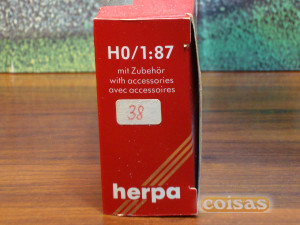 H0/1:87
mit Zubehör
with accessories
avec accessoires
38
herpa
coisas